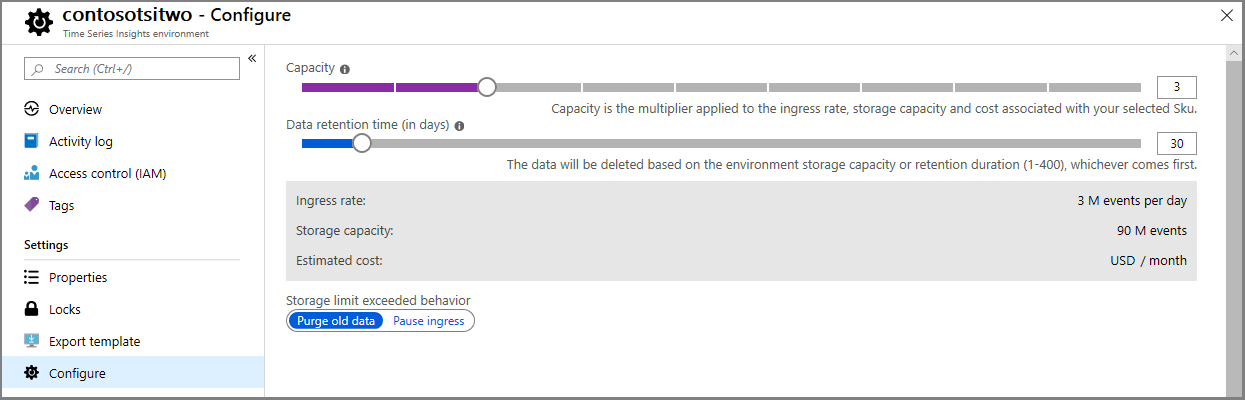 contosotsitwo - Configure
Time Series Insights environment
Search (Ctrl+/)
Overview
Activity log
Access control (IAM)
Tags
Settings
Properties
Locks
Export template
Configure
Capacity
3
Capacity is the multiplier applied to the ingress rate, storage capacity and cost associated with your selected Sku.
Data retention time (in days)
30
The data will be deleted based on the environment storage capacity or retention duration (1-400), whichever comes first.
Ingress rate: 3 M events per day
Storage capacity: 90 M events
Estimated cost: USD / month
Storage limit exceeded behavior
Purge old data Pause ingress